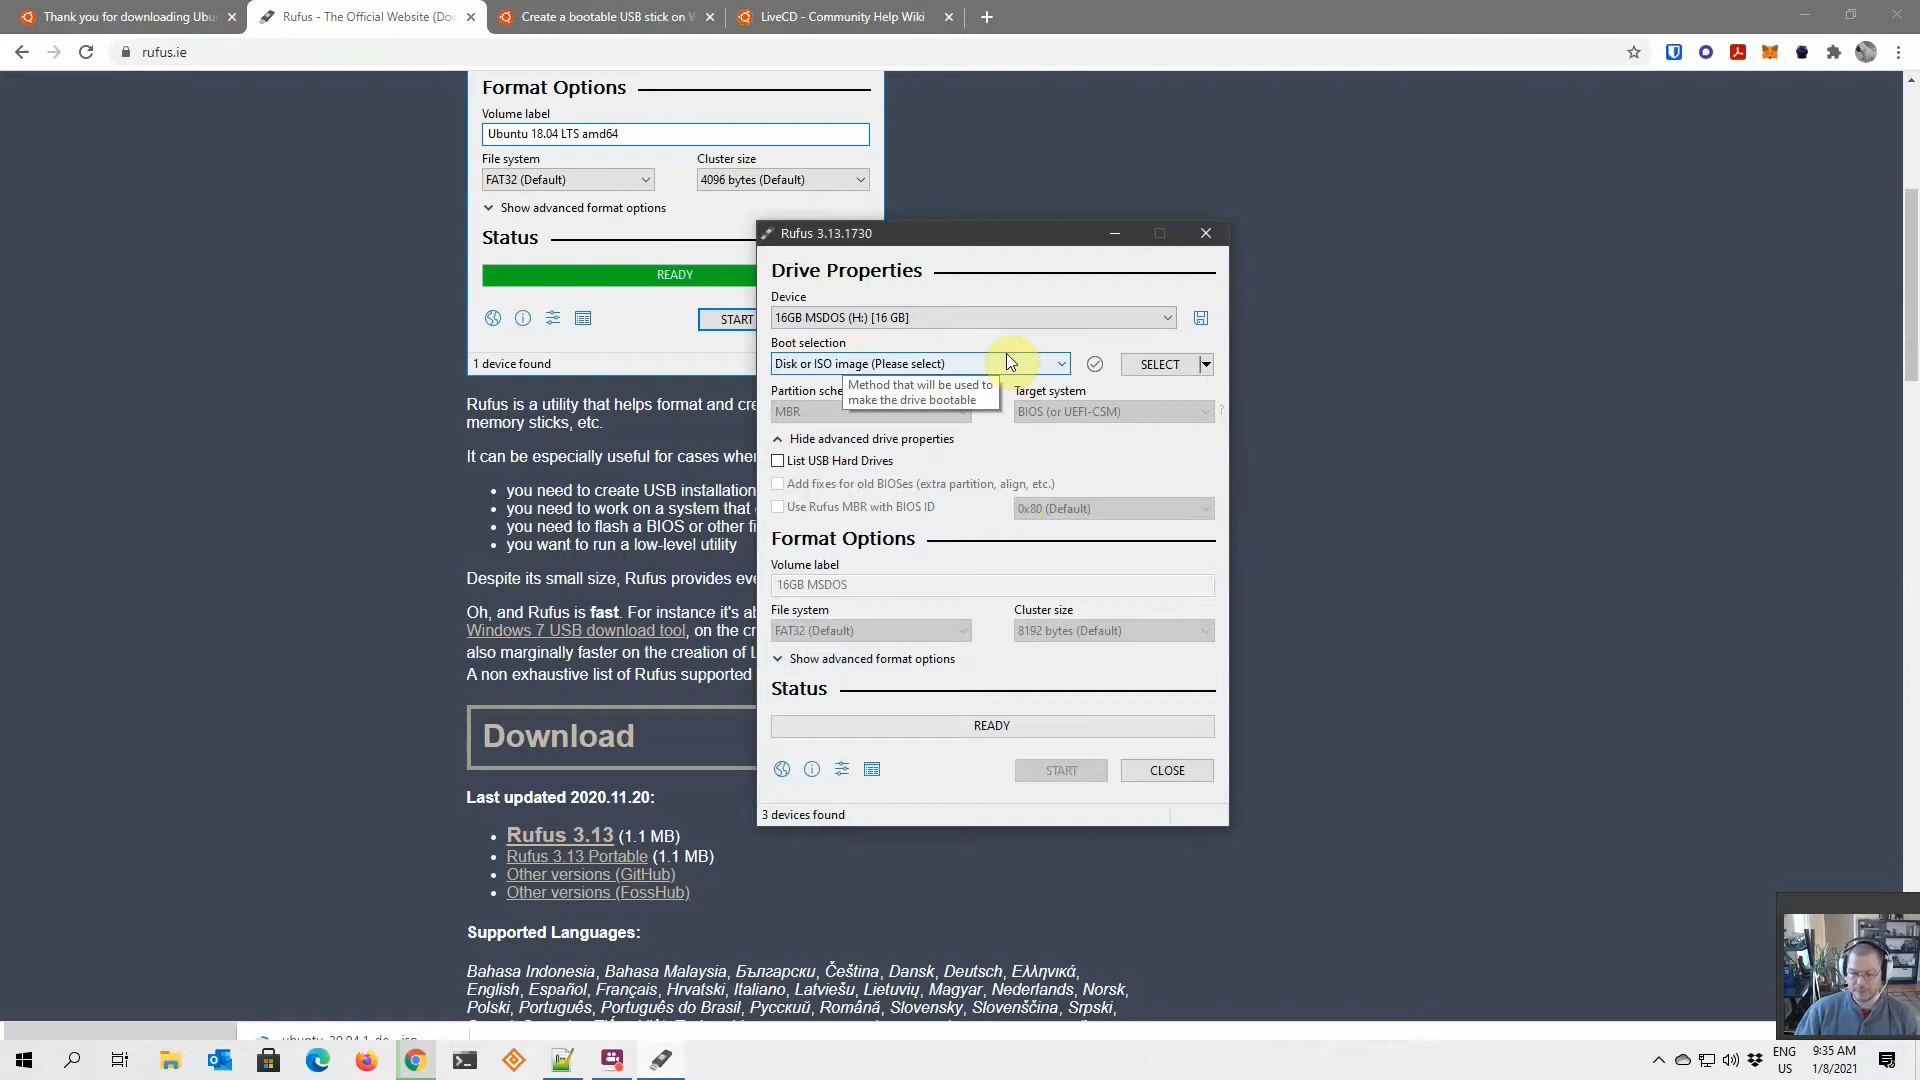 Thank you for downloading Ubu
Rufus - The Official Website (Do
Create a bootable USB stick on W
LiveCD - Community Help Wiki
rufus.ie
Format Options
Volume label
Ubuntu 18.04 LTS amd64
File system
Cluster size
FAT32 (Default)
4096 bytes (Default)
Show advanced format options
Status
READY
START
1 device found
Rufus is a utility that helps format and cre
memory sticks, etc.
It can be especially useful for cases wher
you need to create USB installation
you need to work on a system that
you need to flash a BIOS or other fi
you want to run a low-level utility
Despite its small size, Rufus provides eve
Oh, and Rufus is fast. For instance it's ab
Windows 7 USB download tool, on the cr
also marginally faster on the creation of L
A non exhaustive list of Rufus supported
Download
Last updated 2020.11.20:
Rufus 3.13 (1.1 MB)
Rufus 3.13 Portable (1.1 MB)
Other versions (GitHub)
Other versions (FossHub)
Supported Languages:
Bahasa Indonesia, Bahasa Malaysia, Български, Čeština, Dansk, Deutsch, Ελληνικά,
English, Español, Français, Hrvatski, Italiano, Latviešu, Lietuvių, Magyar, Nederlands, Norsk,
Polski, Português, Português do Brasil, Русский, Română, Slovensky, Slovenščina, Srpski,
Rufus 3.13.1730
Drive Properties
Device
16GB MSDOS (H:) [16 GB]
Boot selection
Disk or ISO image (Please select)
SELECT
Method that will be used to
make the drive bootable
Partition sche
Target system
MBR
BIOS (or UEFI-CSM)
?
Hide advanced drive properties
List USB Hard Drives
Add fixes for old BIOSes (extra partition, align, etc.)
Use Rufus MBR with BIOS ID
0x80 (Default)
Format Options
Volume label
16GB MSDOS
File system
Cluster size
FAT32 (Default)
8192 bytes (Default)
Show advanced format options
Status
READY
START
CLOSE
3 devices found
ENG
US
9:35 AM
1/8/2021